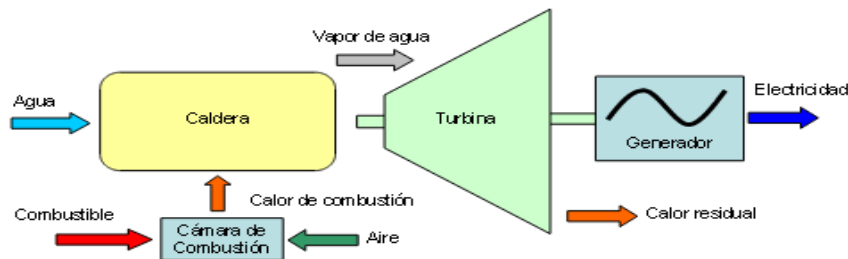 Vapor de agua
Agua
Caldera
Turbina
Electricidad
Generador
Calor de combustión
Combustible
Cámara de
Combustión
Aire
Calor residual